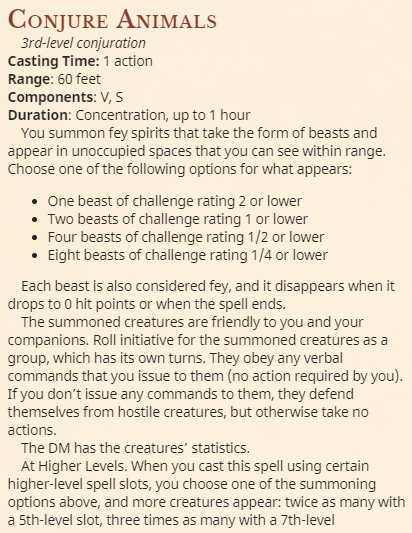 Conjure Animals
3rd-level conjuration
Casting Time: 1 action
Range: 60 feet
Components: V, S
Duration: Concentration, up to 1 hour
You summon fey spirits that take the form of beasts and
appear in unoccupied spaces that you can see within range.
Choose one of the following options for what appears:
• One beast of challenge rating 2 or lower
• Two beasts of challenge rating 1 or lower
• Four beasts of challenge rating 1/2 or lower
• Eight beasts of challenge rating 1/4 or lower
Each beast is also considered fey, and it disappears when it
drops to 0 hit points or when the spell ends.
The summoned creatures are friendly to you and your
companions. Roll initiative for the summoned creatures as a
group, which has its own turns. They obey any verbal
commands that you issue to them (no action required by you).
If you don't issue any commands to them, they defend
themselves from hostile creatures, but otherwise take no
actions.
The DM has the creatures' statistics.
At Higher Levels. When you cast this spell using certain
higher-level spell slots, you choose one of the summoning
options above, and more creatures appear: twice as many with
a 5th-level slot, three times as many with a 7th-level